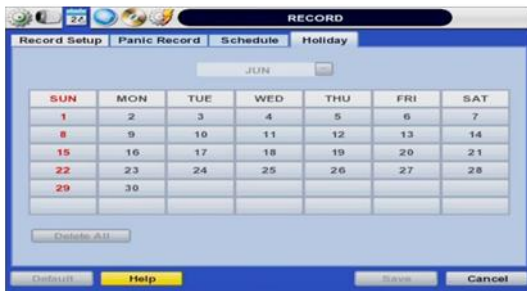 RECORD
Record Setup Panic Record Schedule Holiday
JUN
SUN MON TUE WED THU FRI SAT
1 2 3 4 5 6 7
8 9 10 11 12 13 14
15 16 17 18 19 20 21
22 23 24 25 26 27 28
29 30
Delete All
Default Help Save Cancel